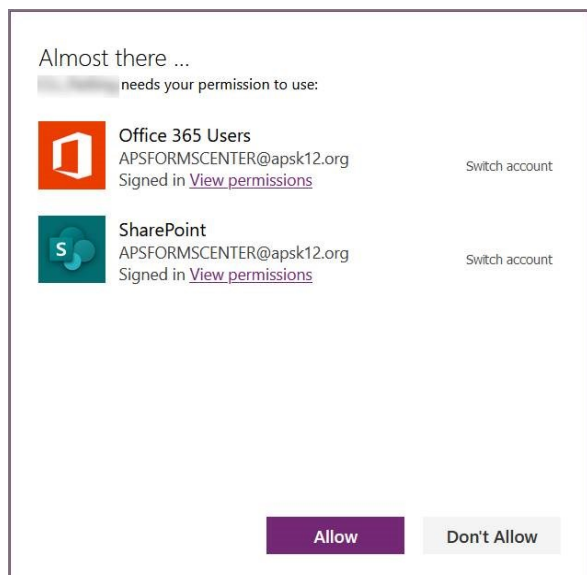 Almost there ...
needs your permission to use:
Office 365 Users
APSFORMSCENTER@apsk12.org
Signed in View permissions
Switch account
S
SharePoint
APSFORMSCENTER@apsk12.org
Signed in View permissions
Switch account
Allow
Don't Allow